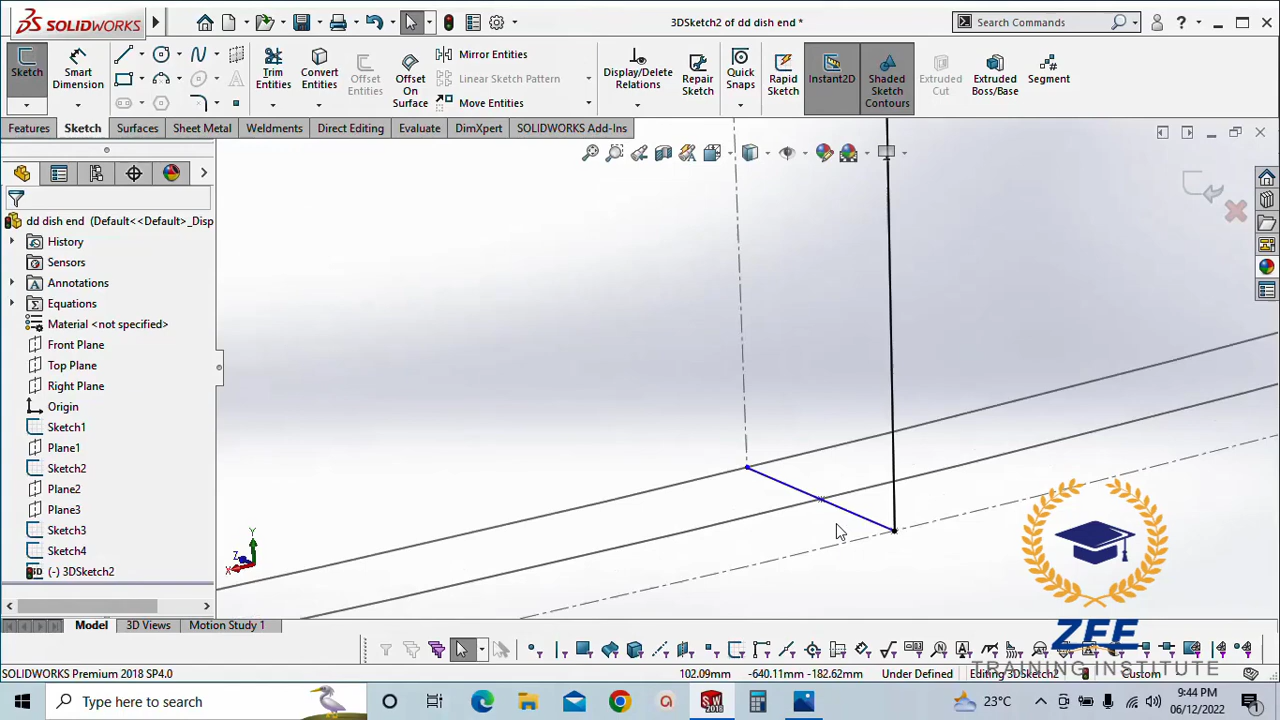 SOLIDWORKS
3DSketch2 of dd dish end *
Search Commands
Sketch
Smart Dimension
Trim Entities
Convert Entities
Offset Entities
Offset On Surface
Mirror Entities
Linear Sketch Pattern
Move Entities
Display/Delete Relations
Repair Sketch
Quick Snaps
Rapid Sketch
Instant2D
Shaded Sketch Contours
Extruded Cut
Extruded Boss/Base
Segment
Features
Sketch
Surfaces
Sheet Metal
Weldments
Direct Editing
Evaluate
DimXpert
SOLIDWORKS Add-Ins
dd dish end (Default<<Default>_Disp
History
Sensors
Annotations
Equations
Material <not specified>
Front Plane
Top Plane
Right Plane
Origin
Sketch1
Plane1
Sketch2
Plane2
Plane3
Sketch3
Sketch4
(-) 3DSketch2
Y
Z
X
Model
3D Views
Motion Study 1
ZEE
TRAINING INSTITUTE
SOLIDWORKS Premium 2018 SP4.0
102.09mm
-640.11mm
-182.62mm
Under Defined
Editing 3DSketch2
Custom
Type here to search
SW
2018
23°C
9:44 PM
06/12/2022
1